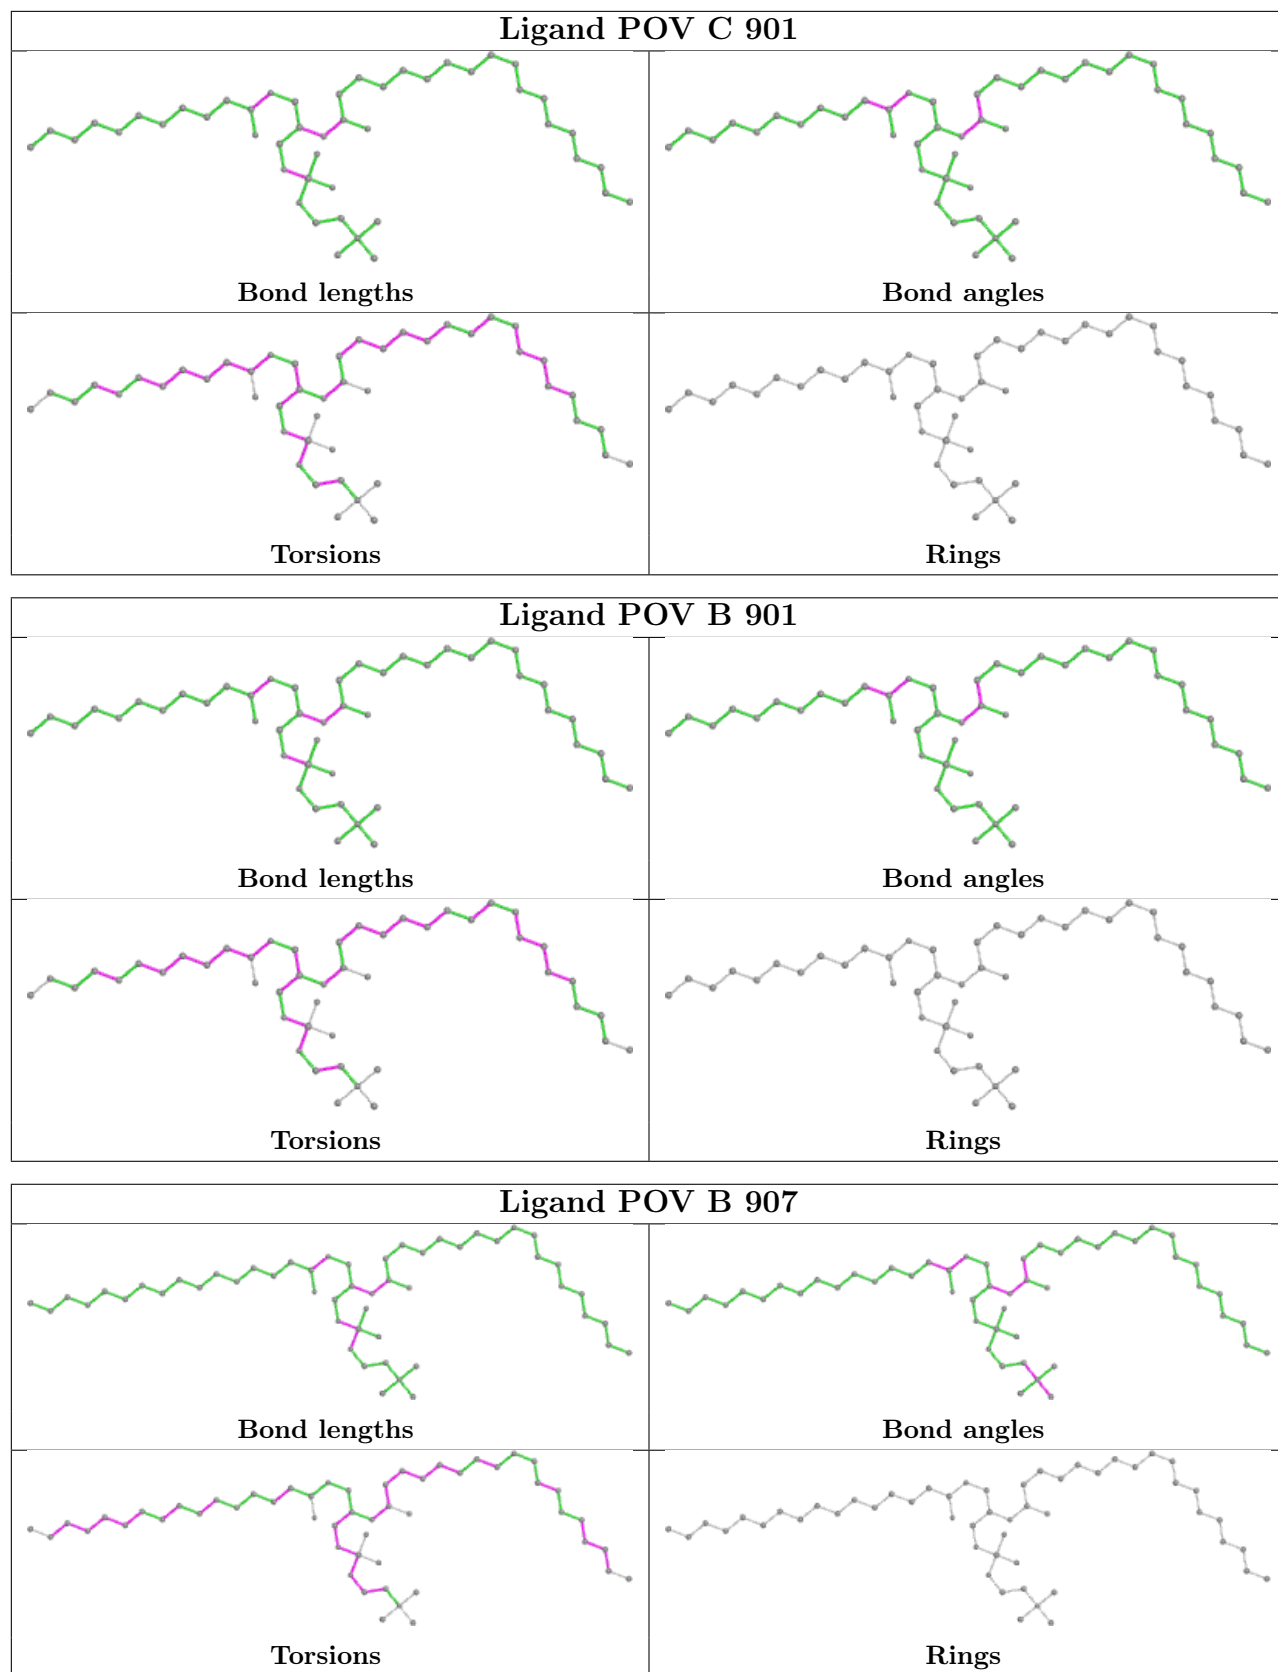 Ligand POV C 901
Bond lengths
Bond angles
Torsions
Rings
Ligand POV B 901
Bond lengths
Bond angles
Torsions
Rings
Ligand POV B 907
Bond lengths
Bond angles
Torsions
Rings